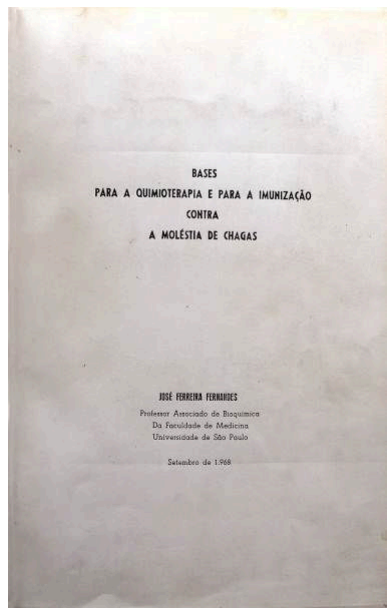 BASES
PARA A QUIMIOTERAPIA E PARA A IMUNIZAÇÃO
CONTRA
A MOLÉSTIA DE CHAGAS
JOSÉ FERREIRA FERNANDES
Professor Associado de Bioquímica
Da Faculdade de Medicina
Universidade de São Paulo
Setembro de 1.968